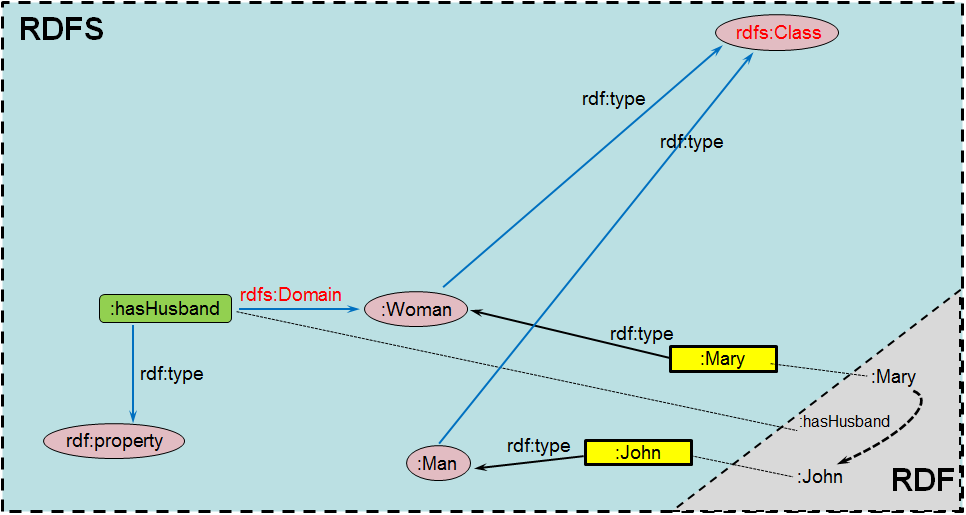 RDFS
rdfs:Class
rdf:type
rdf:type
:hasHusband
rdfs:Domain
:Woman
rdf:type
:Mary
rdf:type
:Mary
:hasHusband
rdf:property
:Man
rdf:type
:John
:John
RDF